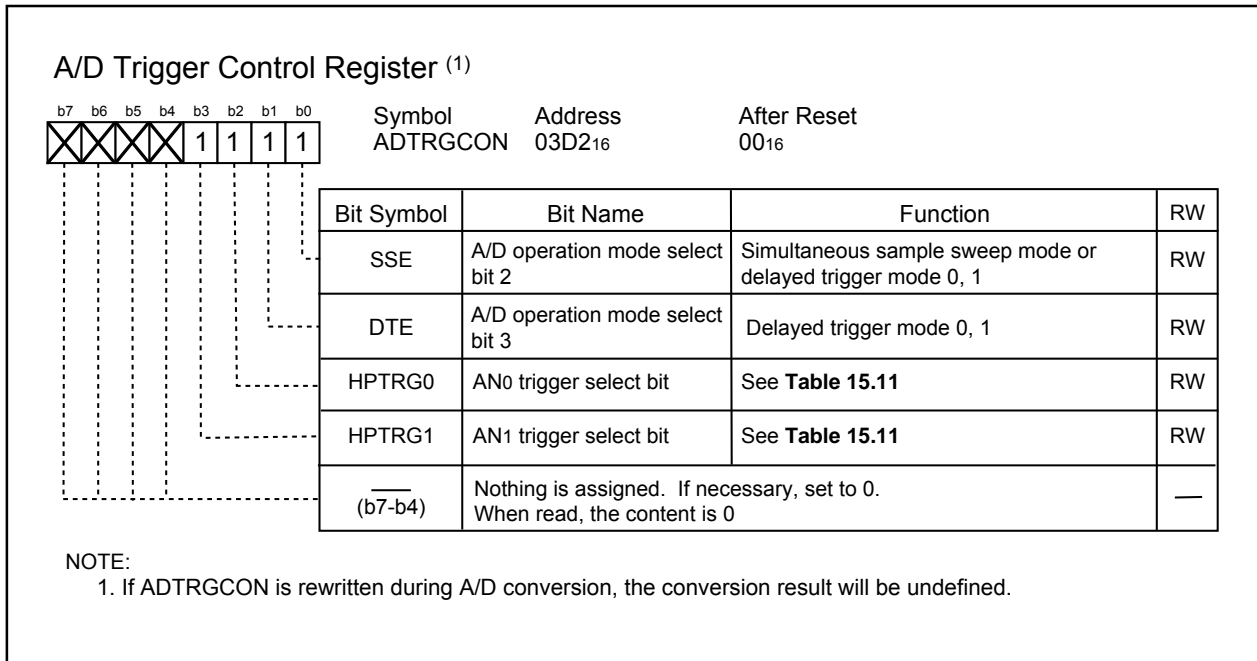 A/D Trigger Control Register (1)
b7 b6 b5 b4 b3 b2 b1 b0
1 1 1 1
Symbol Address After Reset
ADTRGCON 03D216 0016
Bit Symbol Bit Name Function RW
SSE A/D operation mode select bit 2 Simultaneous sample sweep mode or delayed trigger mode 0, 1 RW
DTE A/D operation mode select bit 3 Delayed trigger mode 0, 1 RW
HPTRG0 AN0 trigger select bit See Table 15.11 RW
HPTRG1 AN1 trigger select bit See Table 15.11 RW
(b7-b4) Nothing is assigned. If necessary, set to 0.
When read, the content is 0
NOTE:
1. If ADTRGCON is rewritten during A/D conversion, the conversion result will be undefined.